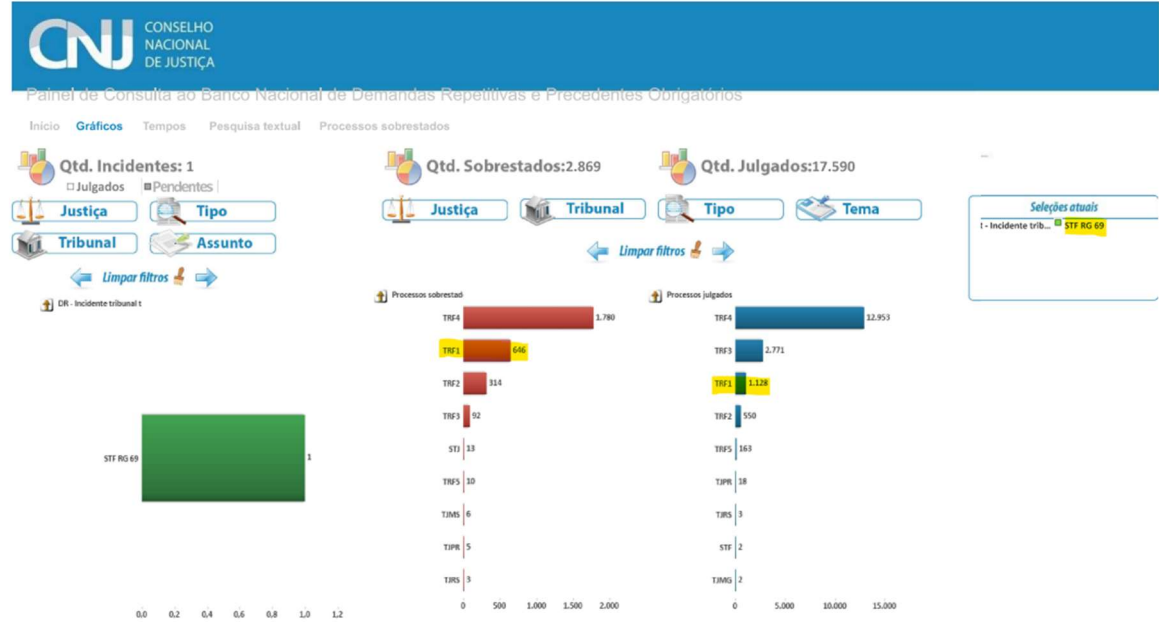 CNJ
CONSELHO
NACIONAL
DE JUSTIÇA
Painel de Consulta ao Banco Nacional de Demandas Repetitivas e Precedentes Obrigatórios
Início Gráficos Tempos Pesquisa textual Processos sobrestados
Qtd. Incidentes: 1
Julgados Pendentes
Justiça Tipo
Tribunal Assunto
Limpar filtros
DR - Incidente tribunal t
STF RG 69 1
0,0 0,2 0,4 0,6 0,8 1,0 1,2
Qtd. Sobrestados:2.869
Qtd. Julgados:17.590
Justiça Tribunal Tipo Tema
Limpar filtros
Processos sobrestad
TRF4 1.780
TRF1 646
TRF2 314
TRF3 92
STJ 13
TRF5 10
TJMS 6
TJPR 5
TJRS 3
0 500 1.000 1.500 2.000
Processos julgados
TRF4 12.953
TRF3 2.771
TRF1 1.128
TRF2 550
TRF5 163
TJPR 18
TJRS 3
STF 2
TJMG 2
0 5.000 10.000 15.000
Seleções atuais
- Incidente trib... STF RG 69